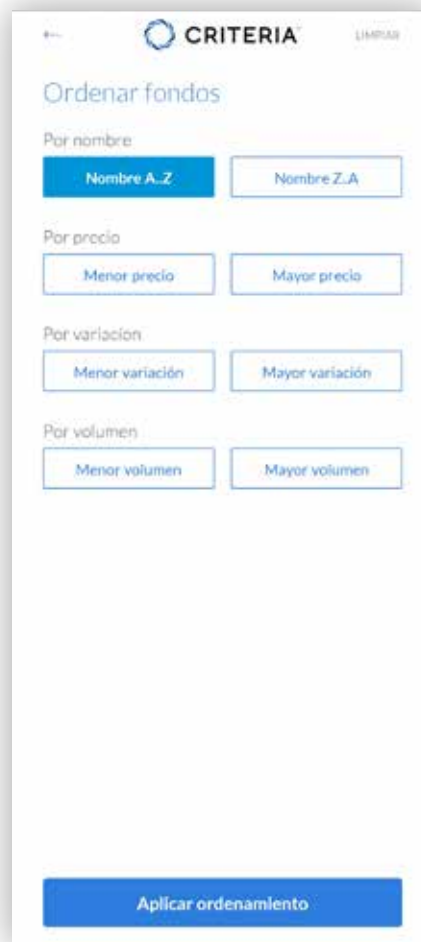 CRITERIA
LIMPIAR
Ordenar fondos
Por nombre
Nombre A..Z
Nombre Z..A
Por precio
Menor precio
Mayor precio
Por variacion
Menor variación
Mayor variación
Por volumen
Menor volumen
Mayor volumen
Aplicar ordenamiento